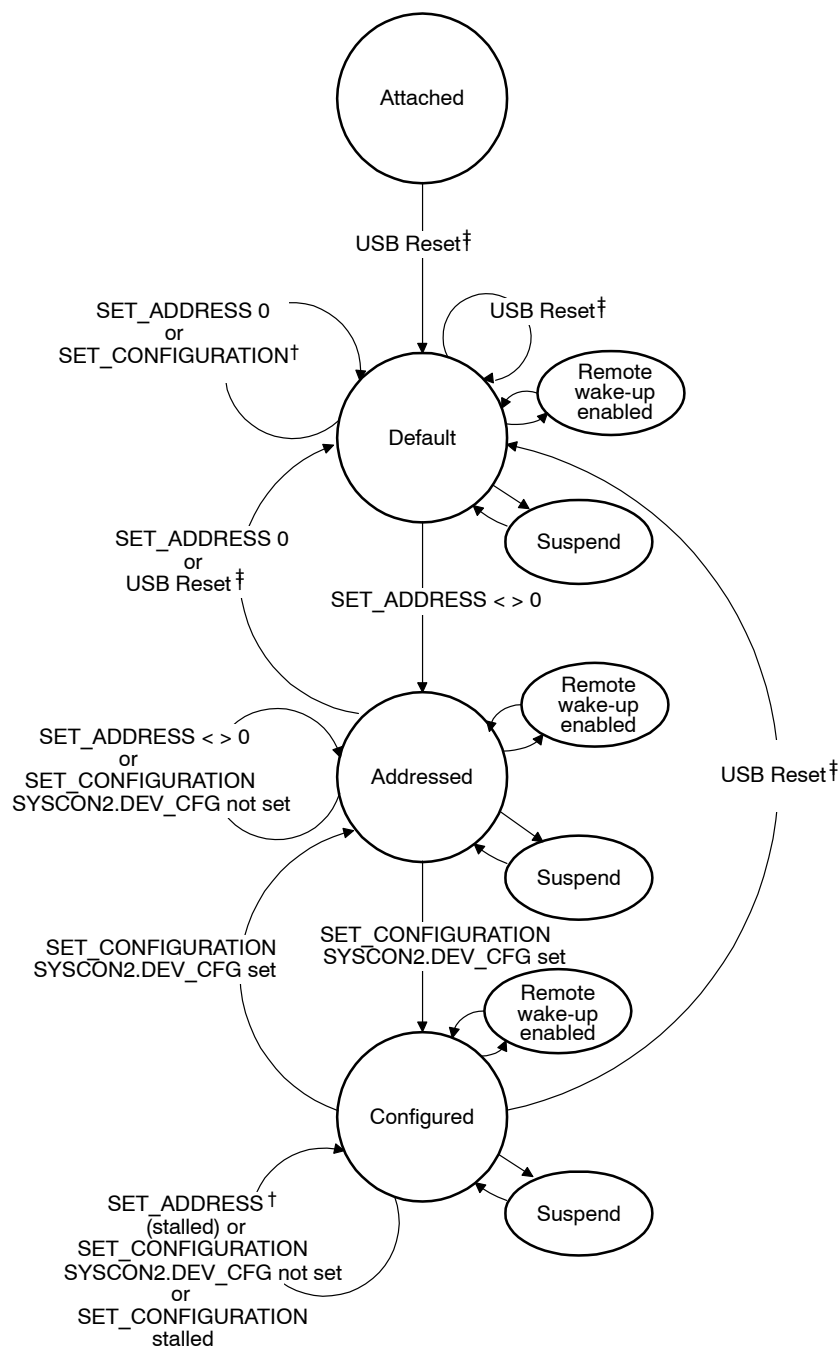 Attached
USB Reset‡
SET_ADDRESS 0
or
SET_CONFIGURATION†
USB Reset‡
Remote
wake-up
enabled
Default
Suspend
SET_ADDRESS 0
or
USB Reset‡
SET_ADDRESS < > 0
Remote
wake-up
enabled
SET_ADDRESS < > 0
or
SET_CONFIGURATION
SYSCON2.DEV_CFG not set
Addressed
USB Reset‡
Suspend
SET_CONFIGURATION
SYSCON2.DEV_CFG set
SET_CONFIGURATION
SYSCON2.DEV_CFG set
Remote
wake-up
enabled
Configured
Suspend
SET_ADDRESS†
(stalled) or
SET_CONFIGURATION
SYSCON2.DEV_CFG not set
or
SET_CONFIGURATION
stalled